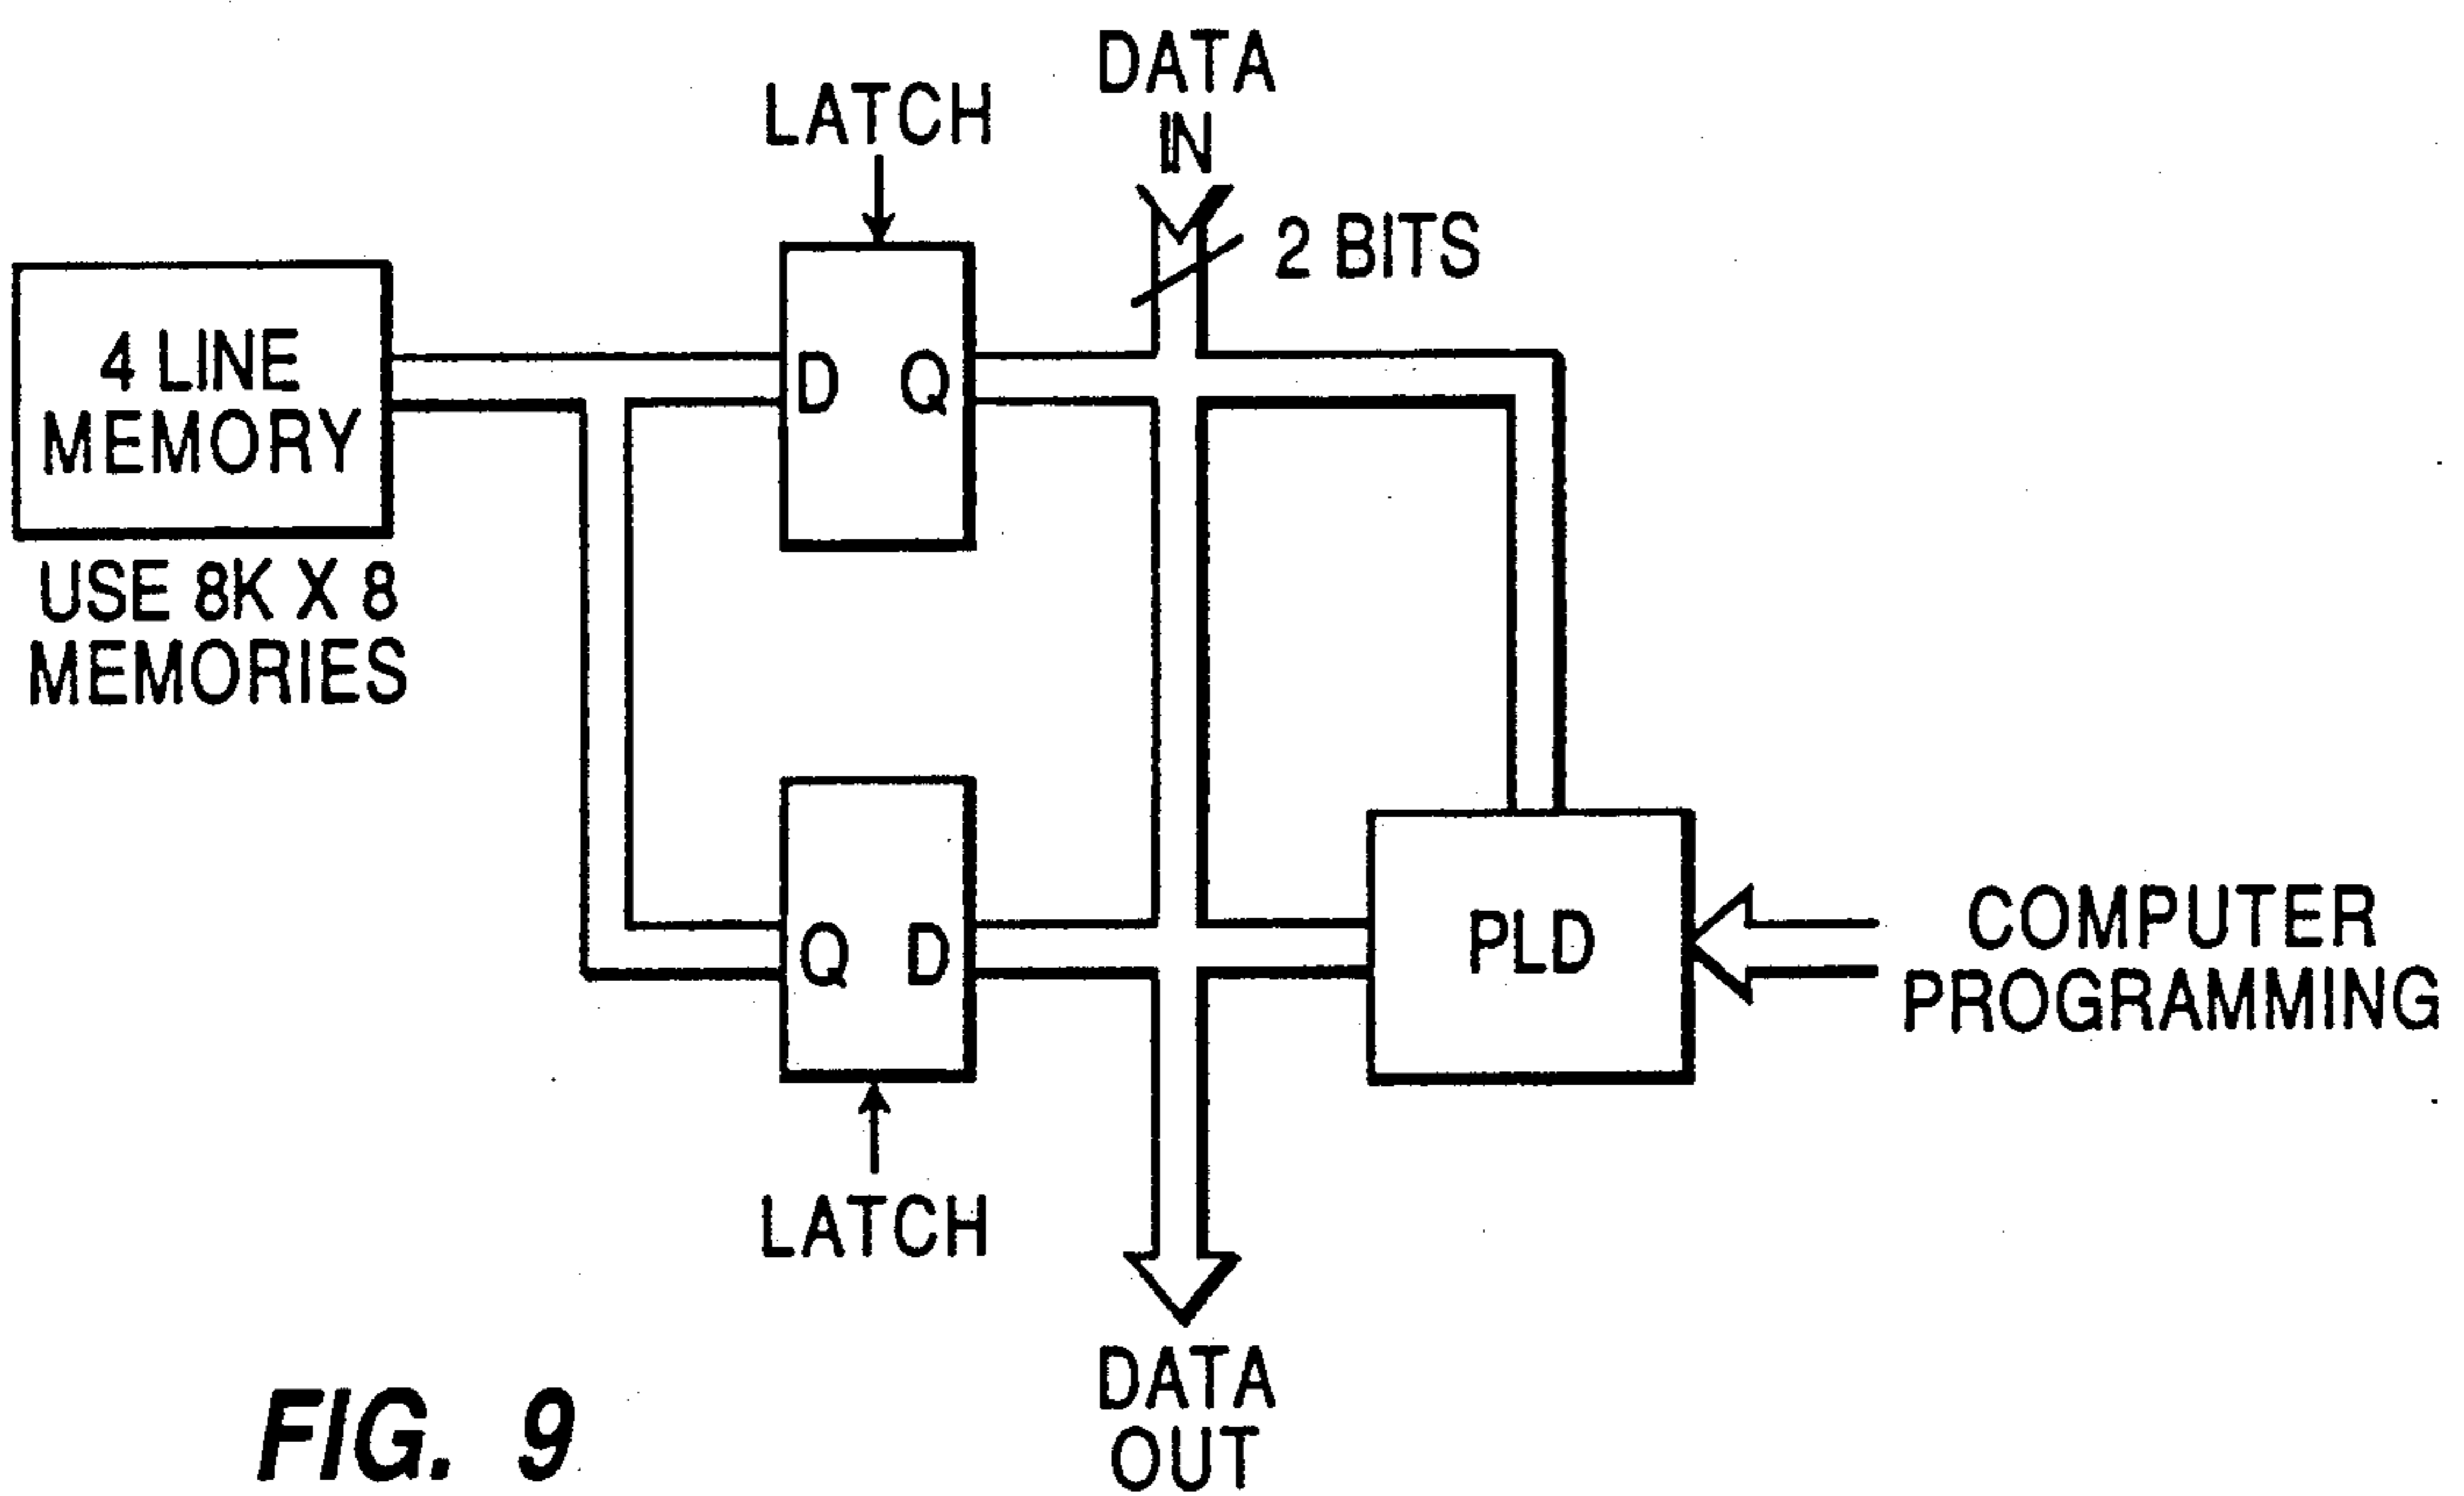 DATA
IN
LATCH
2 BITS
4 LINE
MEMORY
D Q
USE 8K X 8
MEMORIES
Q D
PLD
COMPUTER
PROGRAMMING
LATCH
DATA
OUT
FIG. 9